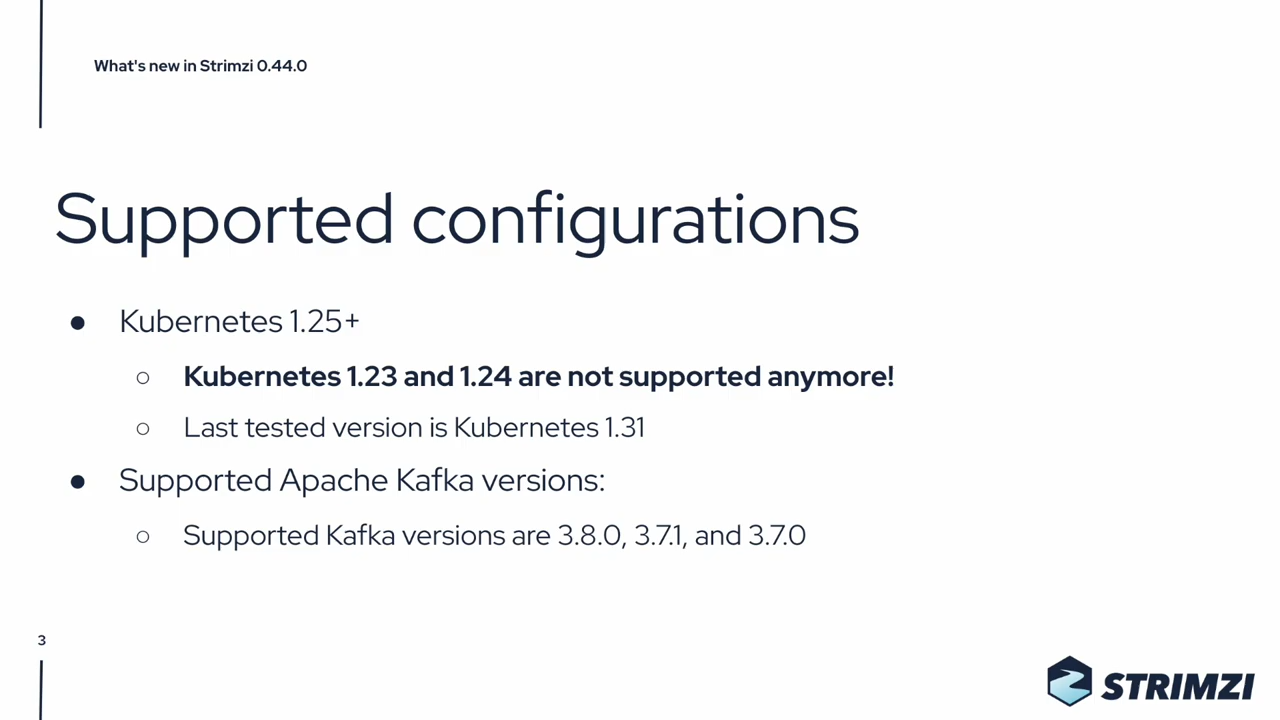 What's new in Strimzi 0.44.0
Supported configurations
● Kubernetes 1.25+
○ Kubernetes 1.23 and 1.24 are not supported anymore!
○ Last tested version is Kubernetes 1.31
● Supported Apache Kafka versions:
○ Supported Kafka versions are 3.8.0, 3.7.1, and 3.7.0
3
STRIMZI